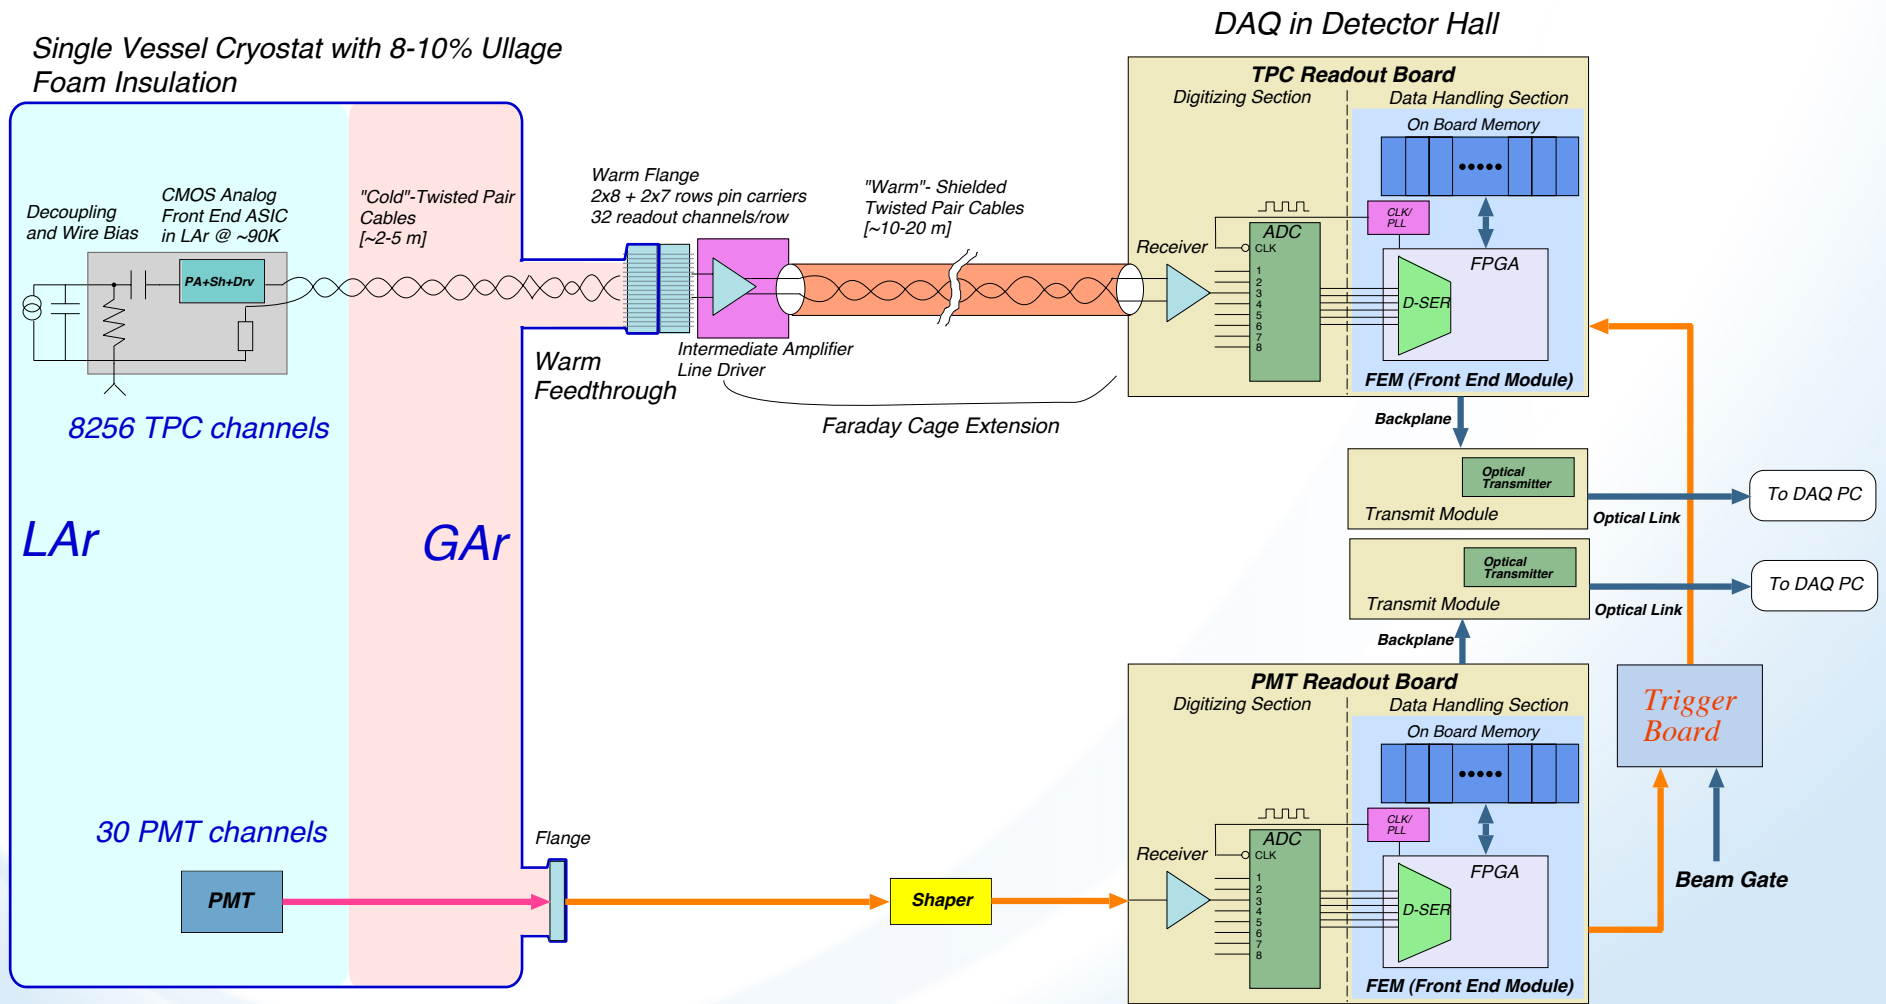 Single Vessel Cryostat with 8-10% Ullage
Foam Insulation
DAQ in Detector Hall
Decoupling
and Wire Bias
CMOS Analog
Front End ASIC
in LAr @ ~90K
PA+Sh+Drv
"Cold"-Twisted Pair
Cables
[~2-5 m]
Warm Flange
2x8 + 2x7 rows pin carriers
32 readout channels/row
"Warm"- Shielded
Twisted Pair Cables
[~10-20 m]
Warm
Feedthrough
Intermediate Amplifier
Line Driver
Faraday Cage Extension
8256 TPC channels
LAr
GAr
TPC Readout Board
Digitizing Section
Data Handling Section
On Board Memory
Receiver
ADC
CLK
1
2
3
4
5
6
7
8
CLK/
PLL
FPGA
D-SER
FEM (Front End Module)
Backplane
Optical
Transmitter
Transmit Module
Optical Link
To DAQ PC
Optical
Transmitter
Transmit Module
Optical Link
To DAQ PC
Backplane
30 PMT channels
PMT
Flange
Shaper
PMT Readout Board
Digitizing Section
Data Handling Section
On Board Memory
Receiver
ADC
CLK
1
2
3
4
5
6
7
8
CLK/
PLL
FPGA
D-SER
FEM (Front End Module)
Trigger
Board
Beam Gate